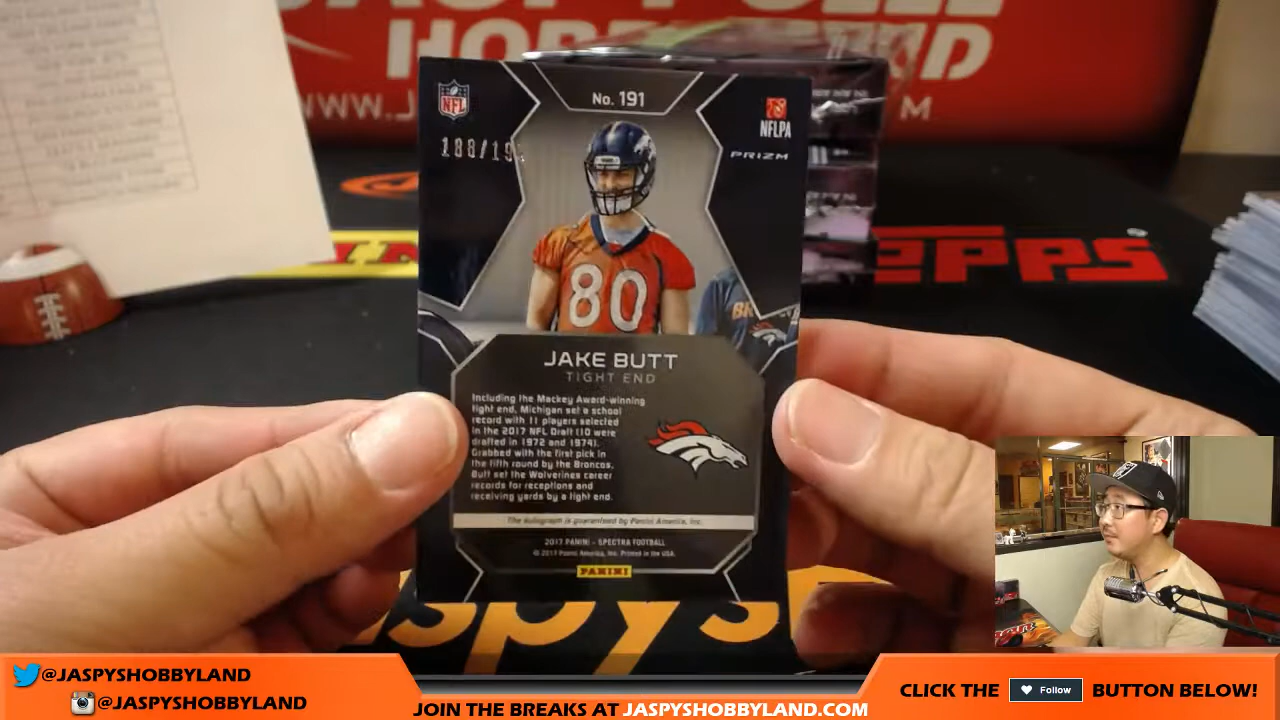 HO
WWW.J
M
EPPS
NFL
No. 191
NFLPA
PRIZM
80
JAKE BUTT
TIGHT END
Including the Mackey Award-winning
tight end, Michigan set a school
record with 11 players selected
in the 2017 NFL Draft (10 were
drafted in 1972 and 1974).
Grabbed with the first pick in
the fifth round by the Broncos,
Butt set the Wolverines career
records for receptions and
receiving yards by a tight end.
The autograph is guaranteed by Panini America, Inc.
2017 PANINI - SPECTRA FOOTBALL
© 2017 Panini America, Inc. Printed in the USA.
PANINI
@JASPYSHOBBYLAND
@JASPYSHOBBYLAND
JOIN THE BREAKS AT JASPYSHOBBYLAND.COM
CLICK THE Follow BUTTON BELOW!